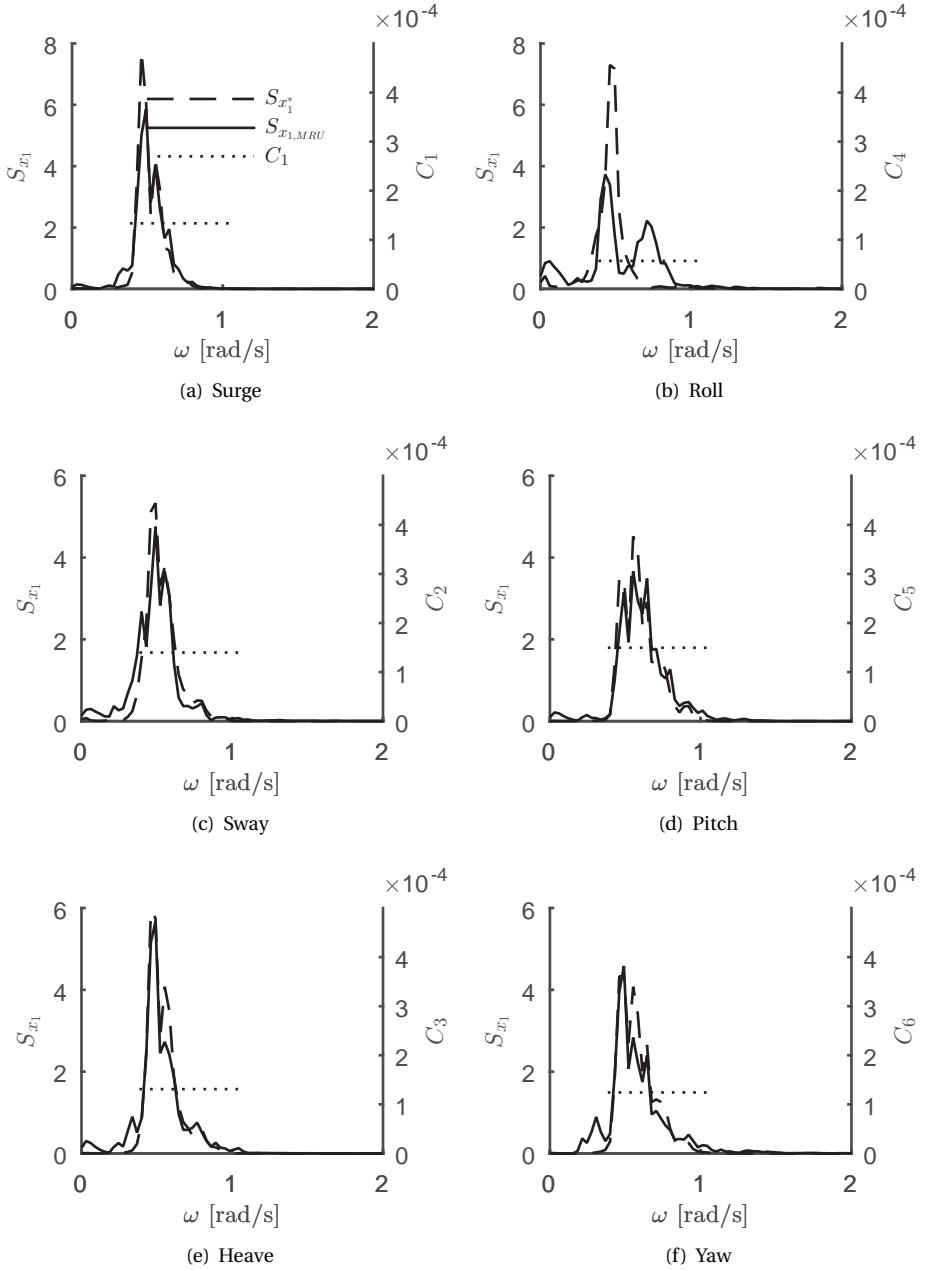 ×10⁻⁴
8
6
4
2
0
S_{x_1}
S_{x_1^*}
S_{x_{1,MRU}}
C_1
4
3
2
1
0
C_1
0 1 2
ω [rad/s]
(a) Surge
×10⁻⁴
8
6
4
2
0
S_{x_1}
4
3
2
1
0
C_4
0 1 2
ω [rad/s]
(b) Roll
×10⁻⁴
6
4
2
0
S_{x_1}
4
3
2
1
0
C_2
0 1 2
ω [rad/s]
(c) Sway
×10⁻⁴
6
4
2
0
S_{x_1}
4
3
2
1
0
C_5
0 1 2
ω [rad/s]
(d) Pitch
×10⁻⁴
6
4
2
0
S_{x_1}
4
3
2
1
0
C_3
0 1 2
ω [rad/s]
(e) Heave
×10⁻⁴
6
4
2
0
S_{x_1}
4
3
2
1
0
C_6
0 1 2
ω [rad/s]
(f) Yaw